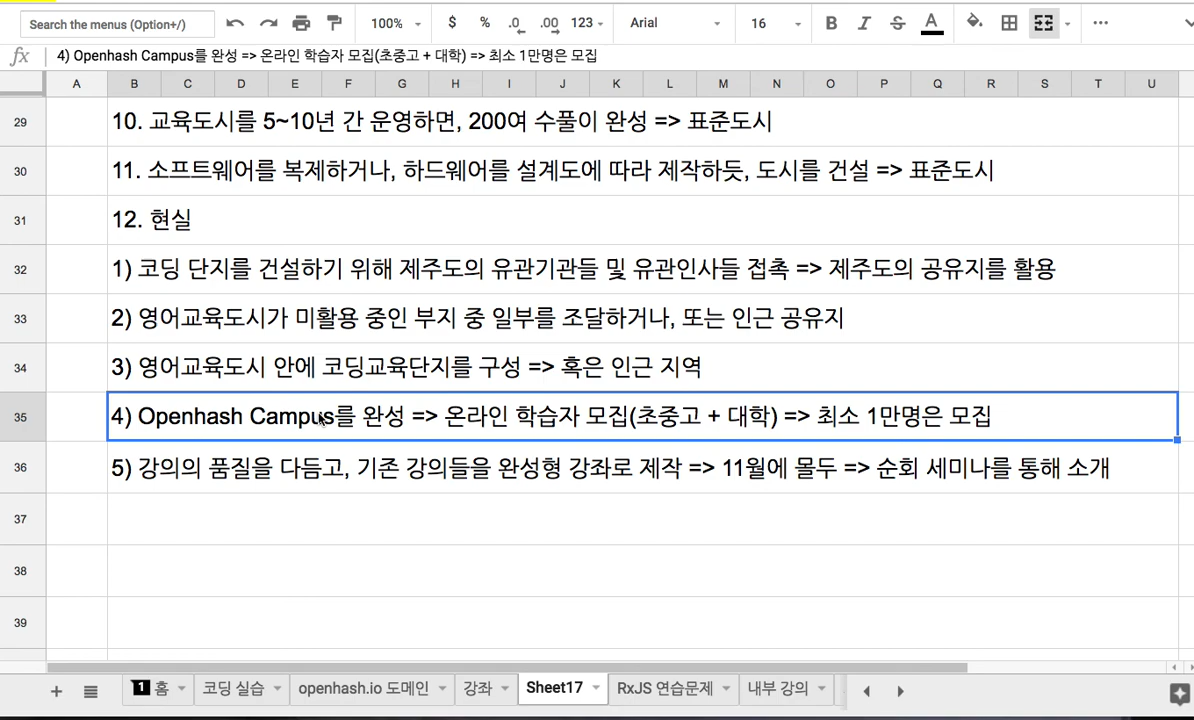 Search the menus (Option+/)
100%
$
%
.0
.00
123
Arial
16
B
I
S
A
fx
4) Openhash Campus를 완성 => 온라인 학습자 모집(초중고 + 대학) => 최소 1만명은 모집
A B C D E F G H I J K L M N O P Q R S T U
29 10. 교육도시를 5~10년 간 운영하면, 200여 수풀이 완성 => 표준도시
30 11. 소프트웨어를 복제하거나, 하드웨어를 설계도에 따라 제작하듯, 도시를 건설 => 표준도시
31 12. 현실
32 1) 코딩 단지를 건설하기 위해 제주도의 유관기관들 및 유관인사들 접촉 => 제주도의 공유지를 활용
33 2) 영어교육도시가 미활용 중인 부지 중 일부를 조달하거나, 또는 인근 공유지
34 3) 영어교육도시 안에 코딩교육단지를 구성 => 혹은 인근 지역
35 4) Openhash Campus를 완성 => 온라인 학습자 모집(초중고 + 대학) => 최소 1만명은 모집
36 5) 강의의 품질을 다듬고, 기존 강의들을 완성형 강좌로 제작 => 11월에 몰두 => 순회 세미나를 통해 소개
37
38
39
1 홈
코딩 실습
openhash.io 도메인
강좌
Sheet17
RxJS 연습문제
내부 강의